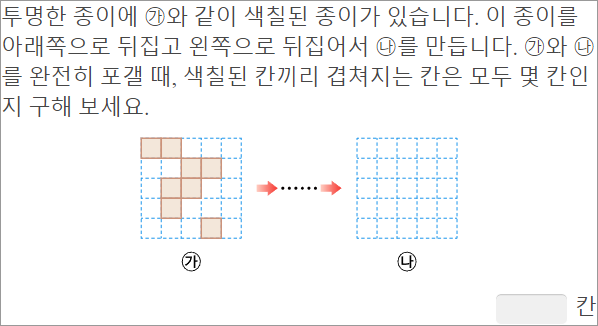 투명한 종이에 ㉮와 같이 색칠된 종이가 있습니다. 이 종이를
아래쪽으로 뒤집고 왼쪽으로 뒤집어서 ㉯를 만듭니다. ㉮와 ㉯
를 완전히 포갤 때, 색칠된 칸끼리 겹쳐지는 칸은 모두 몇 칸인
지 구해 보세요.
㉮ ㉯
칸